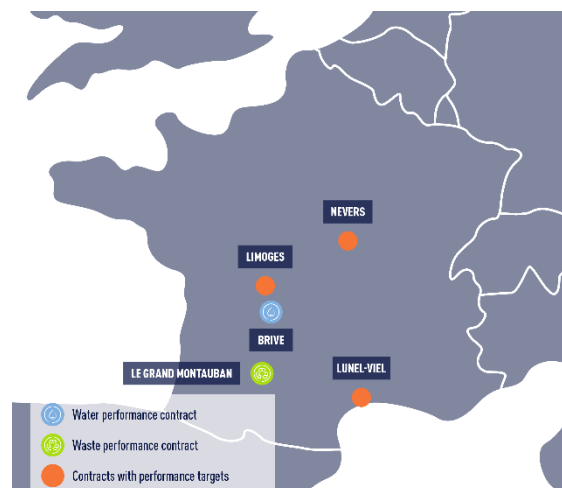 NEVERS
LIMOGES
BRIVE
LE GRAND MONTAUBAN
LUNEL-VIEL
Water performance contract
Waste performance contract
Contracts with performance targets